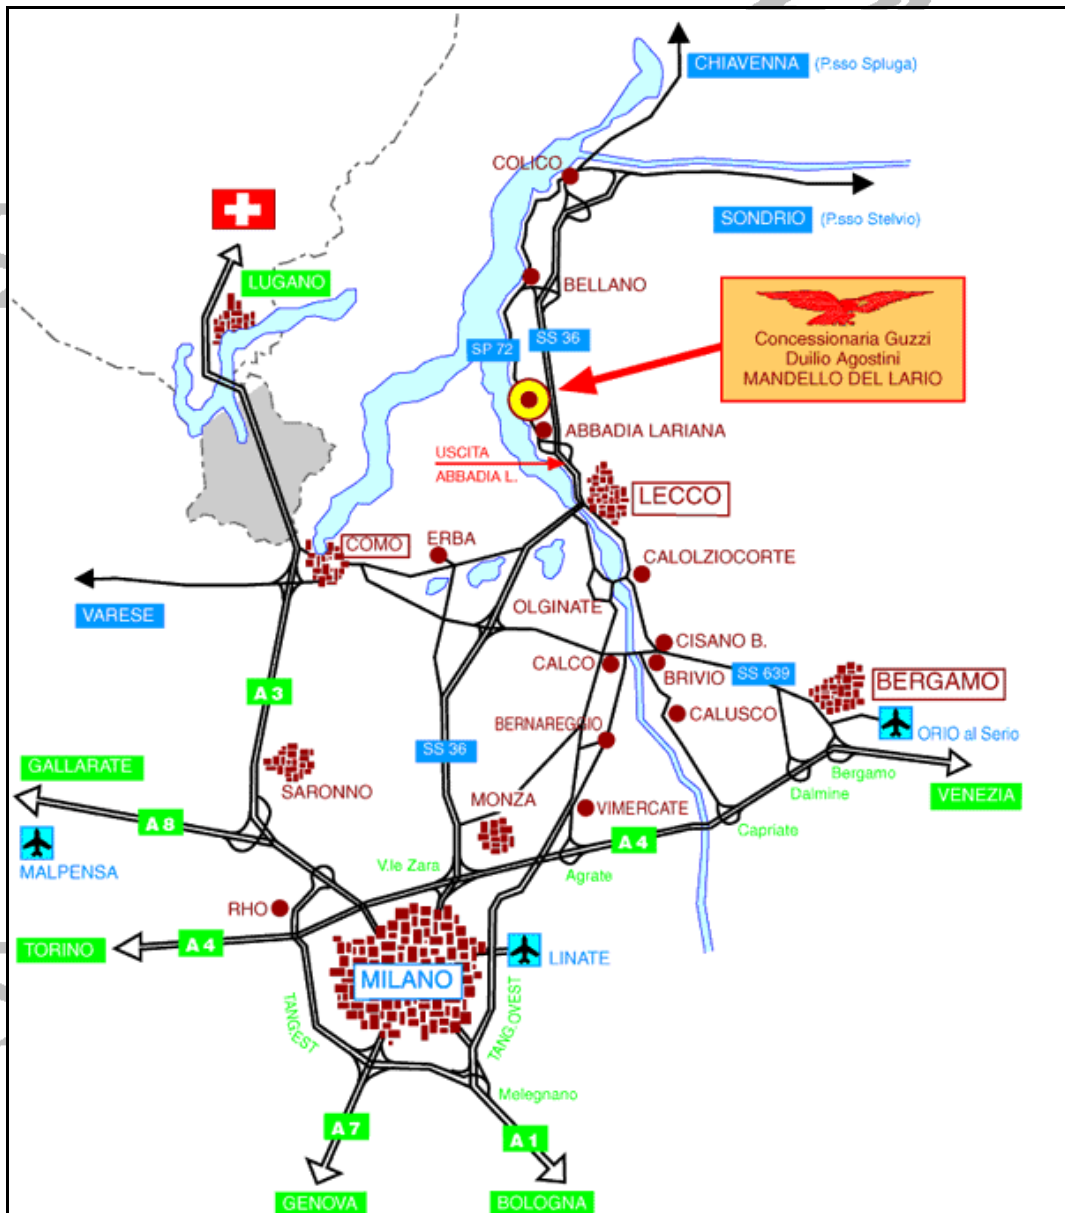 CHIAVENNA (P.sso Spluga)
COLICO
SONDRIO (P.sso Stelvio)
LUGANO
BELLANO
SP 72
SS 36
Concessionaria Guzzi
Duilio Agostini
MANDELLO DEL LARIO
ABBADIA LARIANA
USCITA
ABBADIA L.
LECCO
COMO
ERBA
CALOLZIOCORTE
VARESE
OLGINATE
CISANO B.
CALCO
BRIVIO
SS 639
BERGAMO
A 3
CALUSCO
BERNAREGGIO
ORIO al Serio
SS 36
GALLARATE
SARONNO
Bergamo
Dalmine
VENEZIA
MONZA
VIMERCATE
A 8
Capriate
A 4
MALPENSA
V.le Zara
Agrate
RHO
TORINO
A 4
LINATE
MILANO
TANG.EST
TANG.OVEST
Melegnano
A 7
A 1
GENOVA
BOLOGNA